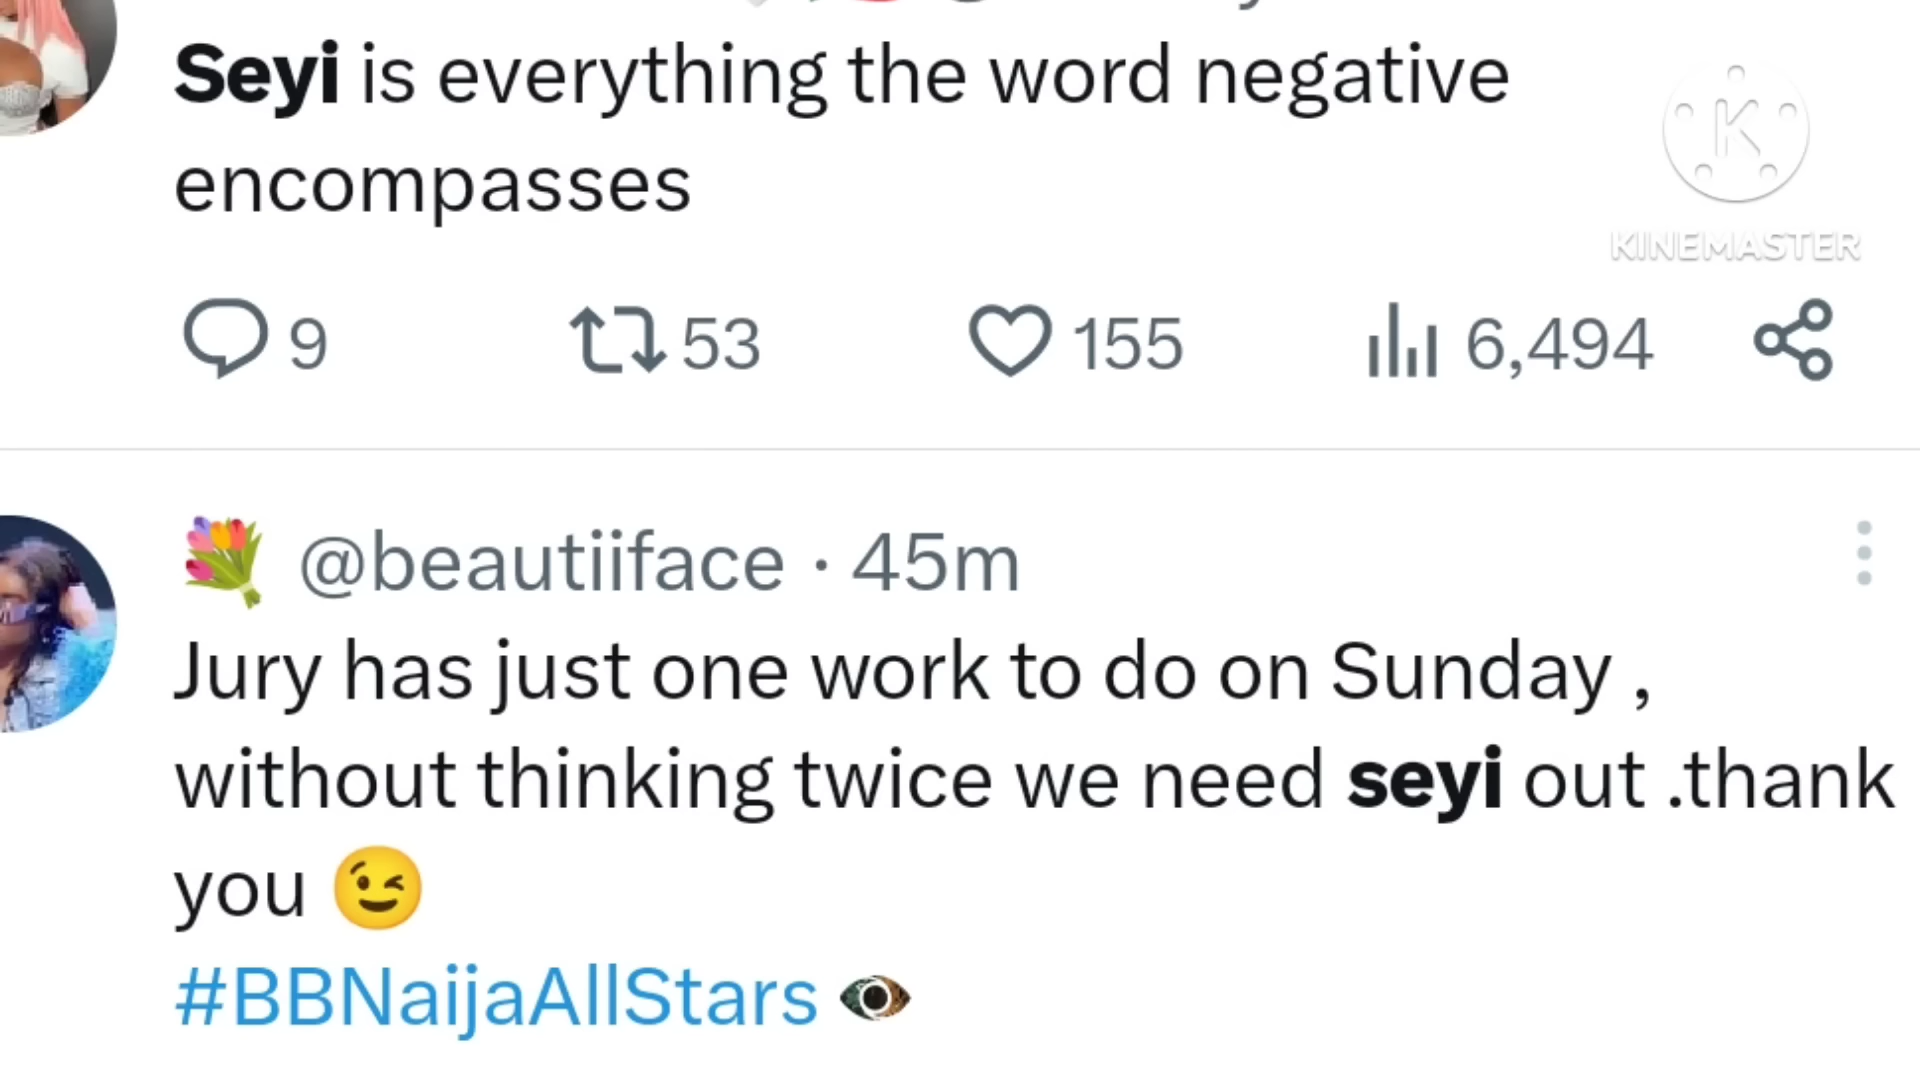 Seyi is everything the word negative
encompasses
KINEMASTER
9 53 155 6,494
@beautiiface · 45m
Jury has just one work to do on Sunday ,
without thinking twice we need seyi out .thank
you 😉
#BBNaijaAllStars